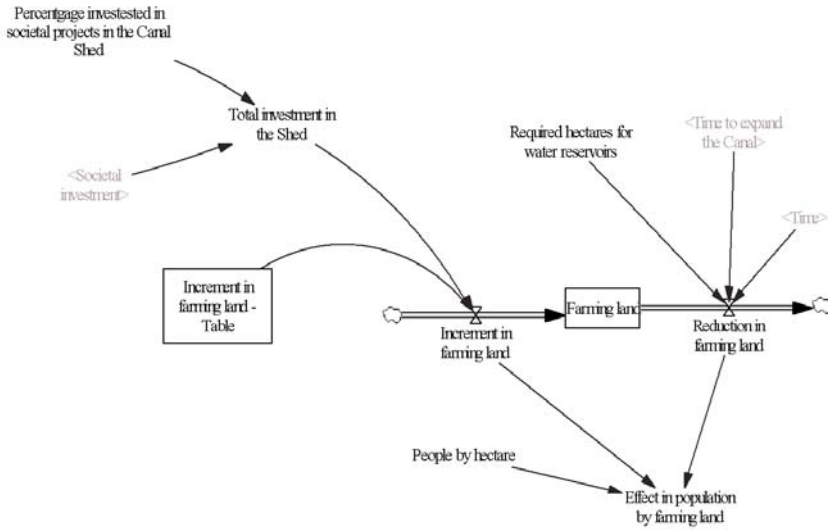 Percentgage investested in
societal projects in the Canal
Shed
Total investment in
the Shed
<Societal
investment>
Required hectares for
water reservoirs
<Time to expand
the Canal>
<Time>
Increment in
farming land -
Table
Increment in
farming land
Farming land
Reduction in
farming land
People by hectare
Effect in population
by farming land